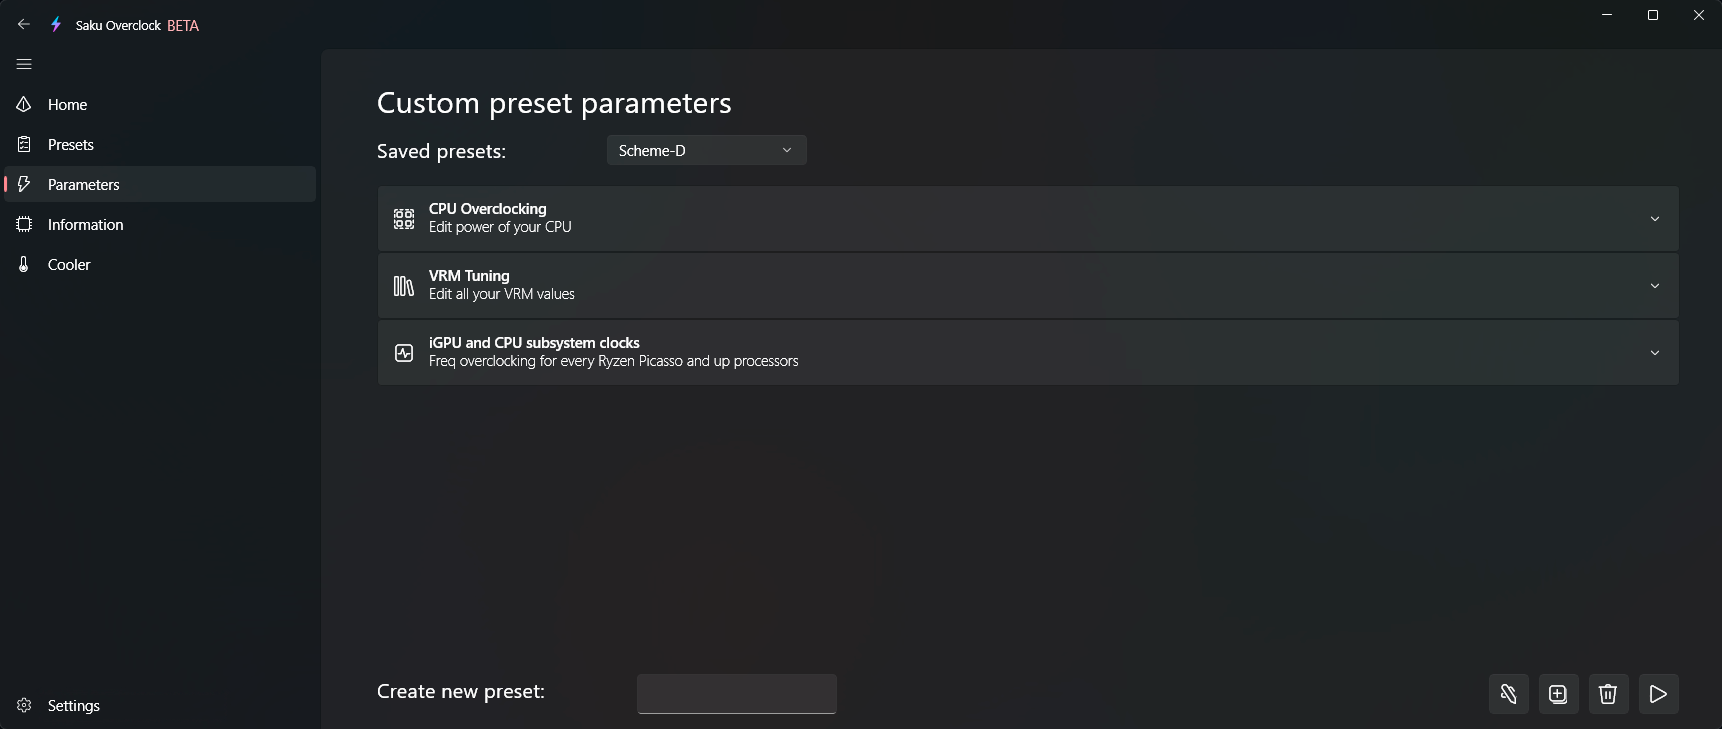 Saku Overclock BETA
Home
Presets
Parameters
Information
Cooler
Settings
Custom preset parameters
Saved presets:
Scheme-D
CPU Overclocking
Edit power of your CPU
VRM Tuning
Edit all your VRM values
iGPU and CPU subsystem clocks
Freq overclocking for every Ryzen Picasso and up processors
Create new preset: